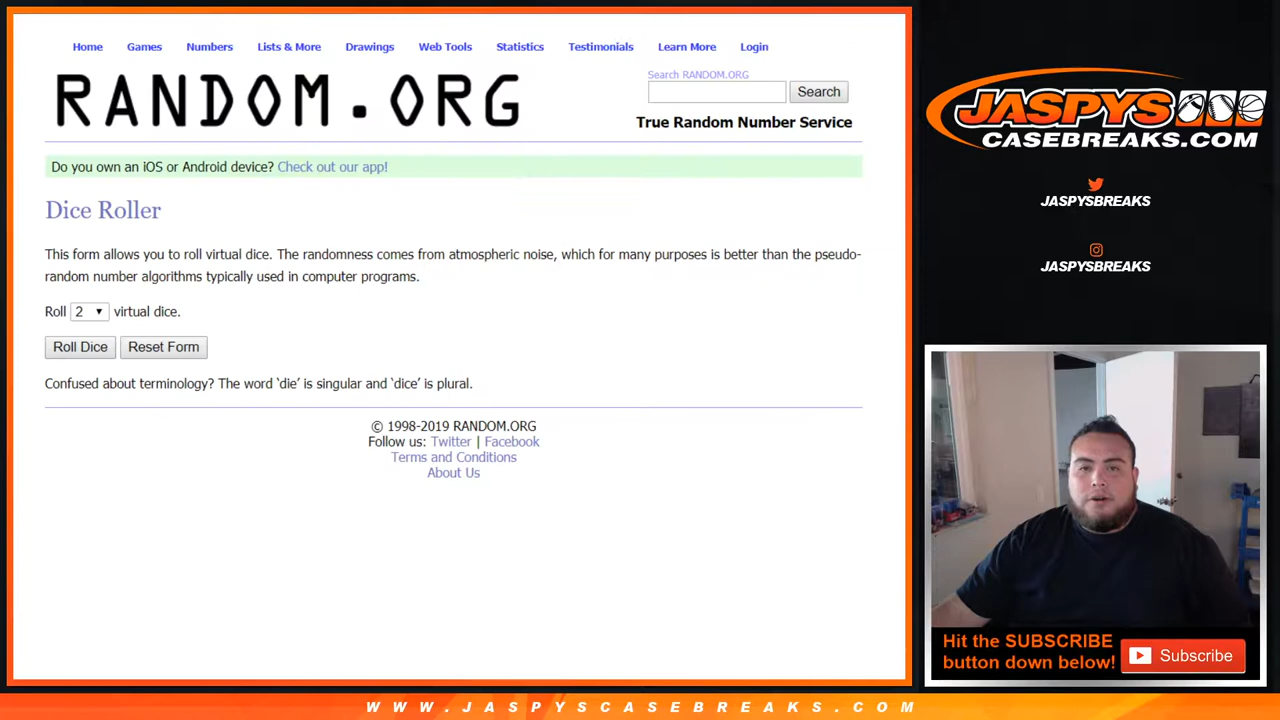 Home Games Numbers Lists & More Drawings Web Tools Statistics Testimonials Learn More Login
RANDOM.ORG
Search RANDOM.ORG
Search
True Random Number Service
Do you own an iOS or Android device? Check out our app!
Dice Roller
This form allows you to roll virtual dice. The randomness comes from atmospheric noise, which for many purposes is better than the pseudo-
random number algorithms typically used in computer programs.
Roll 2 virtual dice.
Roll Dice Reset Form
Confused about terminology? The word ‘die’ is singular and ‘dice’ is plural.
© 1998-2019 RANDOM.ORG
Follow us: Twitter | Facebook
Terms and Conditions
About Us
JASPYS
CASEBREAKS.COM
JASPYSBREAKS
JASPYSBREAKS
Hit the SUBSCRIBE
button down below!
Subscribe
WWW.JASPYSCASEBREAKS.COM